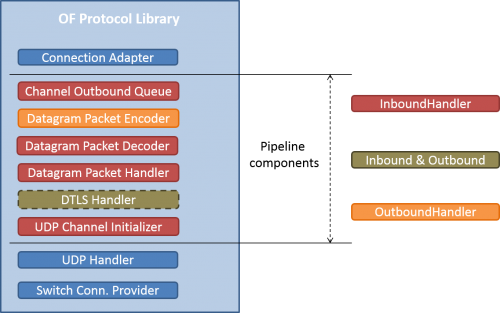 OF Protocol Library
Connection Adapter
Channel Outbound Queue
Datagram Packet Encoder
Datagram Packet Decoder
Datagram Packet Handler
DTLS Handler
UDP Channel Initializer
UDP Handler
Switch Conn. Provider
Pipeline
components
InboundHandler
Inbound & Outbound
OutboundHandler